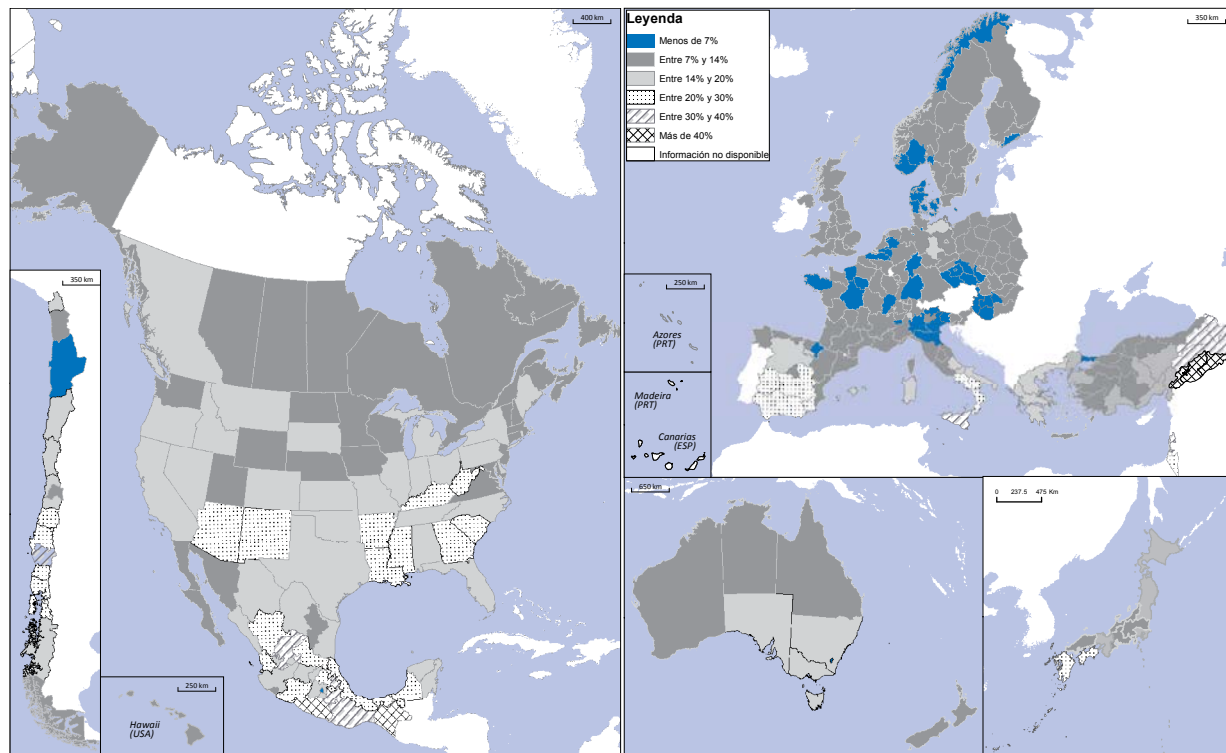 400 km
350 km
250 km
Hawaii
(USA)
Leyenda
Menos de 7%
Entre 7% y 14%
Entre 14% y 20%
Entre 20% y 30%
Entre 30% y 40%
Más de 40%
Información no disponible
350 km
250 km
Azores
(PRT)
Madeira
(PRT)
Canarias
(ESP)
650 km
0 237.5 475 Km